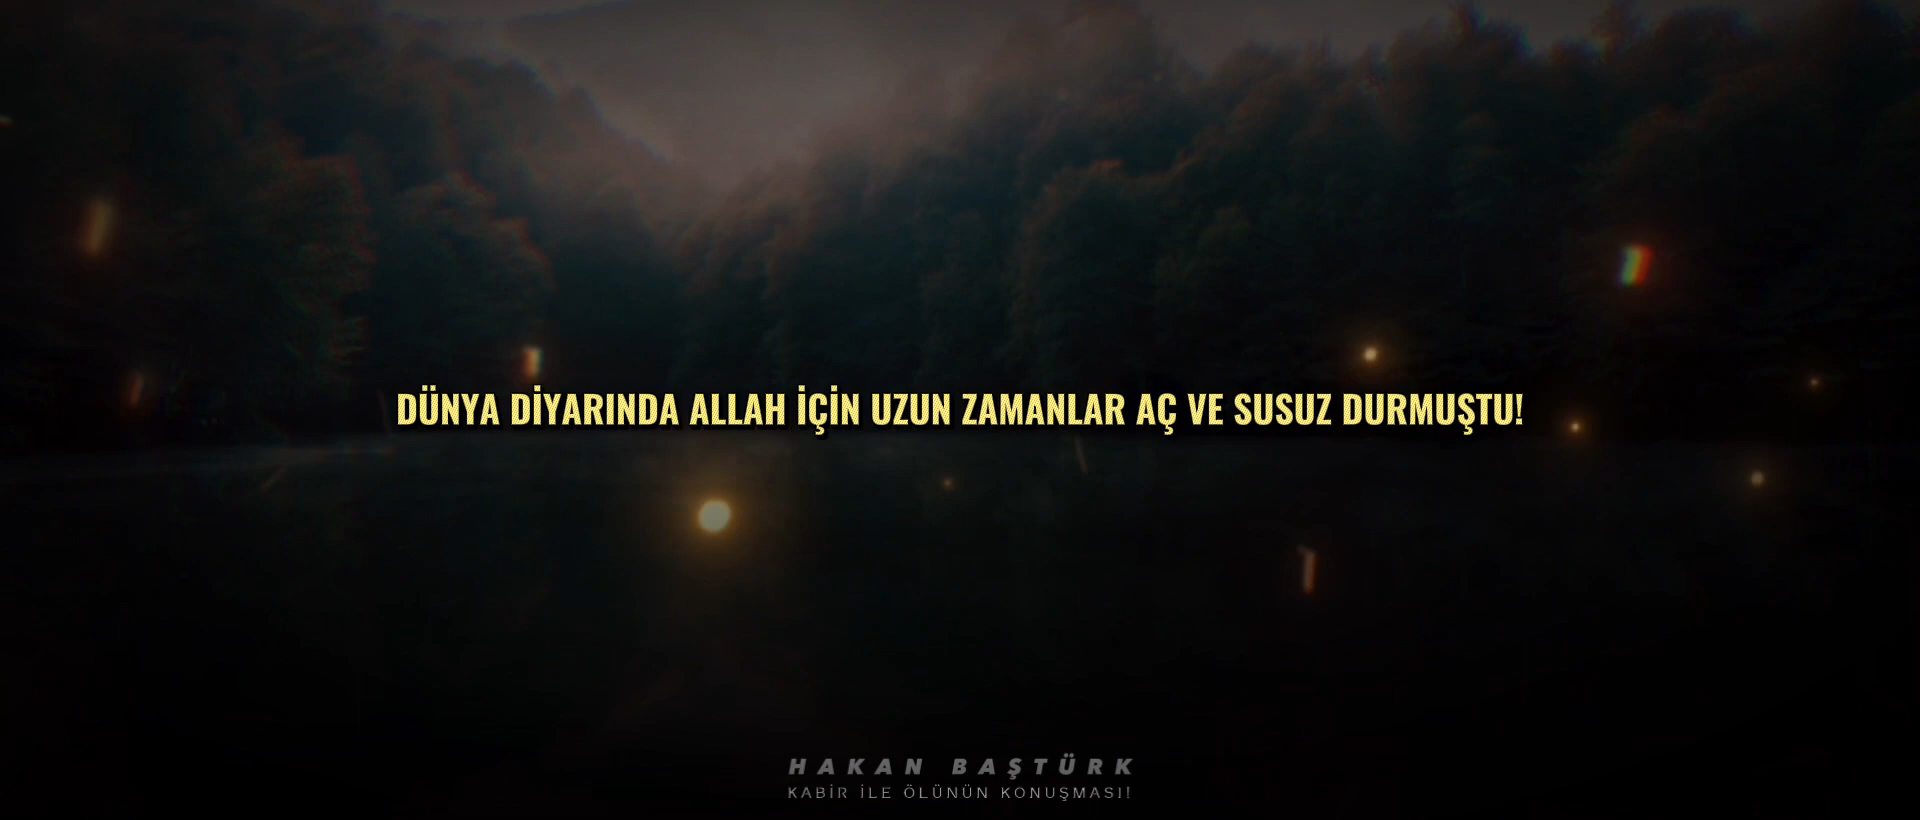 DÜNYA DİYARINDA ALLAH İÇİN UZUN ZAMANLAR AÇ VE SUSUZ DURMUŞTU!
HAKAN BAŞTÜRK
KABİR İLE ÖLÜNÜN KONUŞMASI!